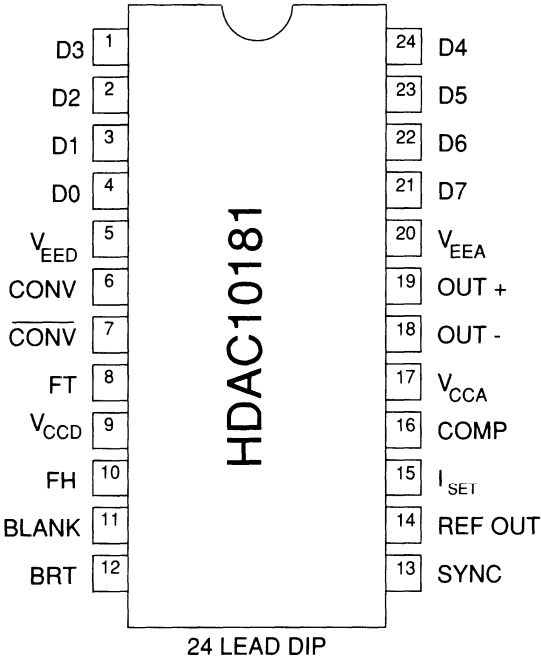 D3 1 24 D4
D2 2 23 D5
D1 3 22 D6
D0 4 21 D7
VEED 5 20 VEEA
CONV 6 19 OUT +
C̅O̅N̅V̅ 7 18 OUT -
FT 8 17 VCCA
VCCD 9 16 COMP
FH 10 15 ISET
BLANK 11 14 REF OUT
BRT 12 13 SYNC
HDAC10181
24 LEAD DIP